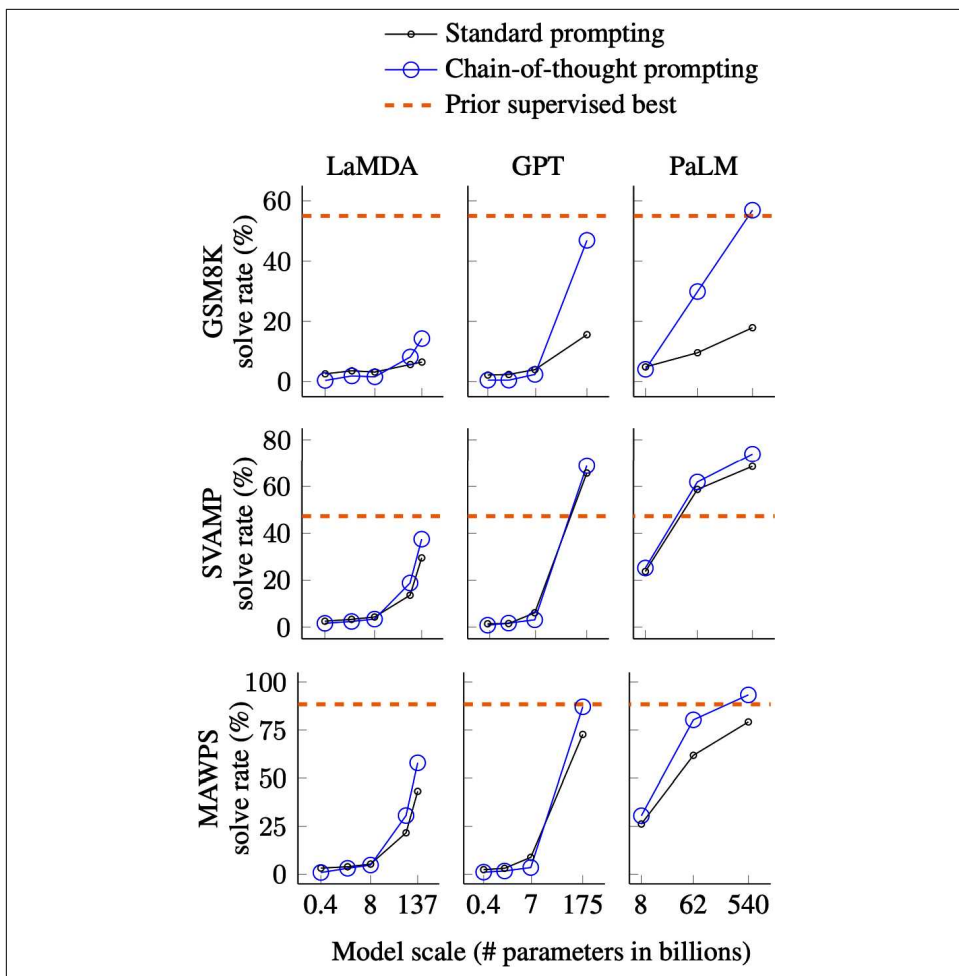 Standard prompting
Chain-of-thought prompting
Prior supervised best
LaMDA GPT PaLM
GSM8K
solve rate (%)
60
40
20
0
SVAMP
solve rate (%)
80
60
40
20
0
MAWPS
solve rate (%)
100
75
50
25
0
0.4 8 137 0.4 7 175 8 62 540
Model scale (# parameters in billions)